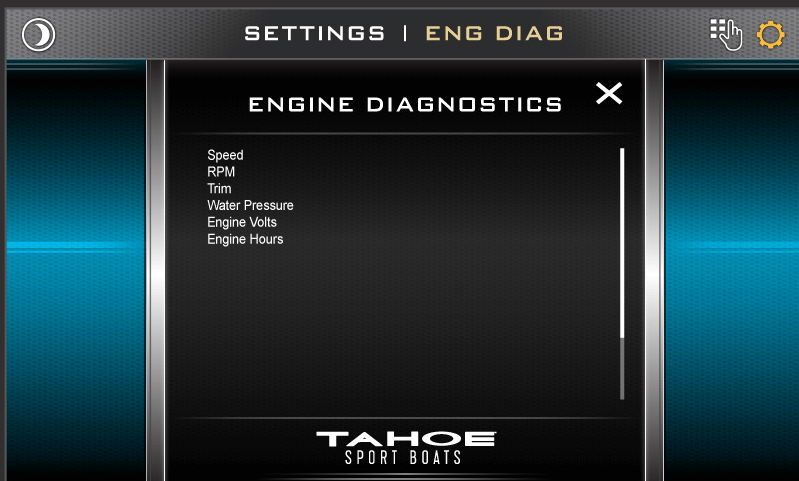 SETTINGS | ENG DIAG
ENGINE DIAGNOSTICS
Speed
RPM
Trim
Water Pressure
Engine Volts
Engine Hours
TAHOE
SPORT BOATS